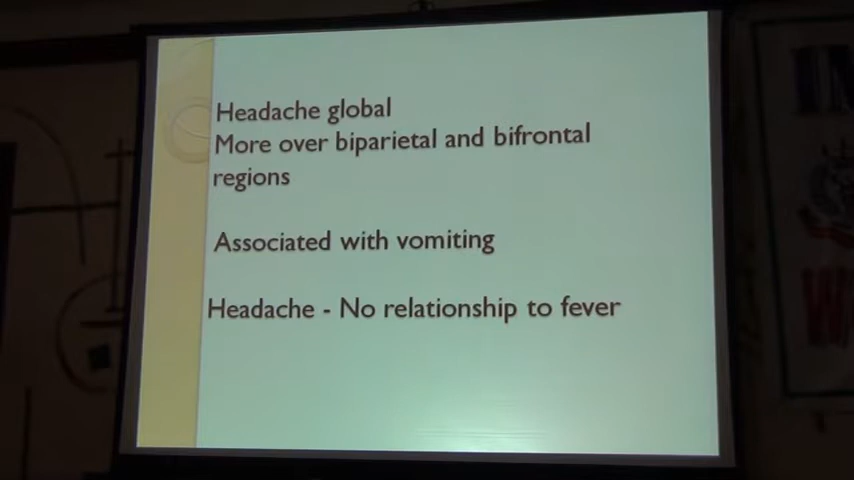 Headache global
More over biparietal and bifrontal
regions
Associated with vomiting
Headache - No relationship to fever